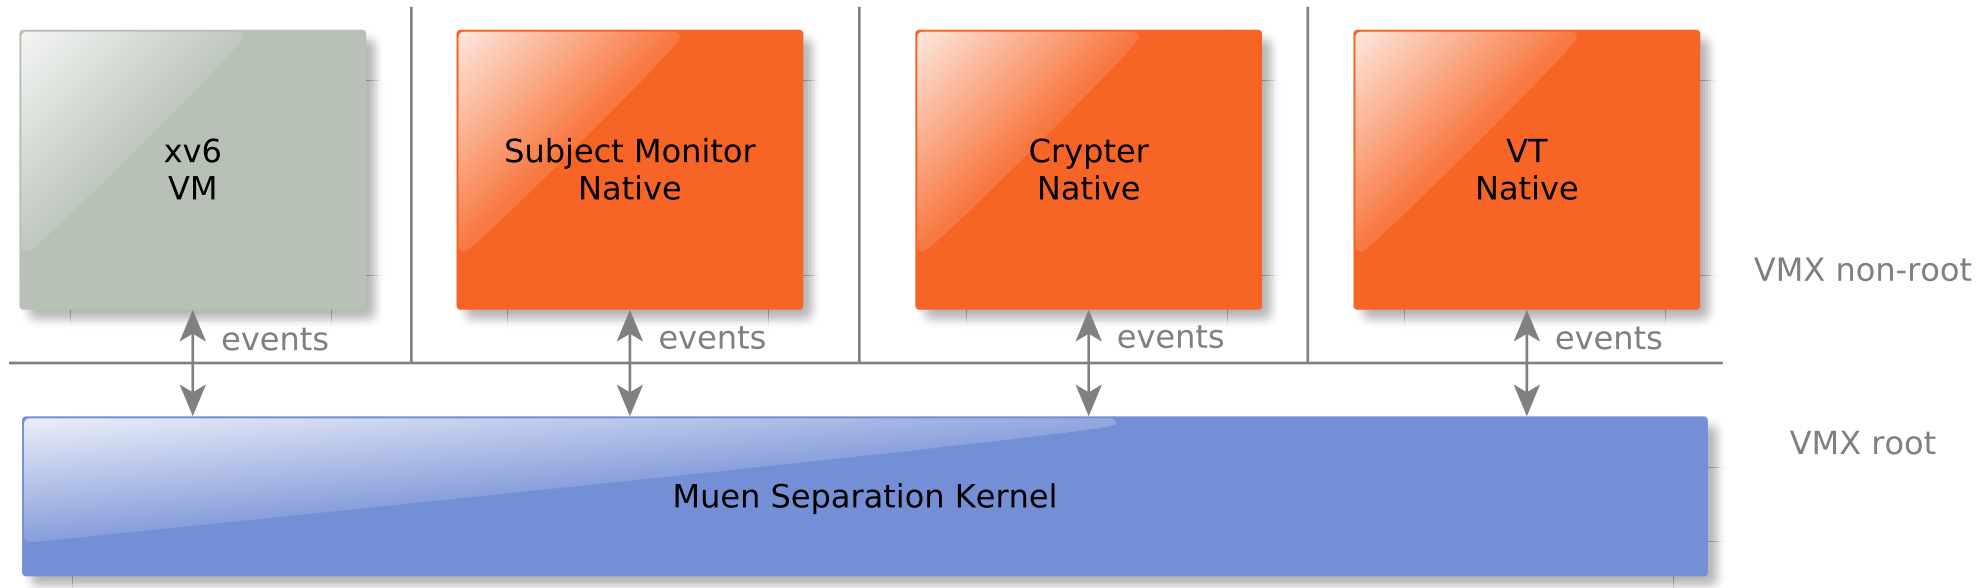 xv6
VM
Subject Monitor
Native
Crypter
Native
VT
Native
VMX non-root
events
events
events
events
VMX root
Muen Separation Kernel